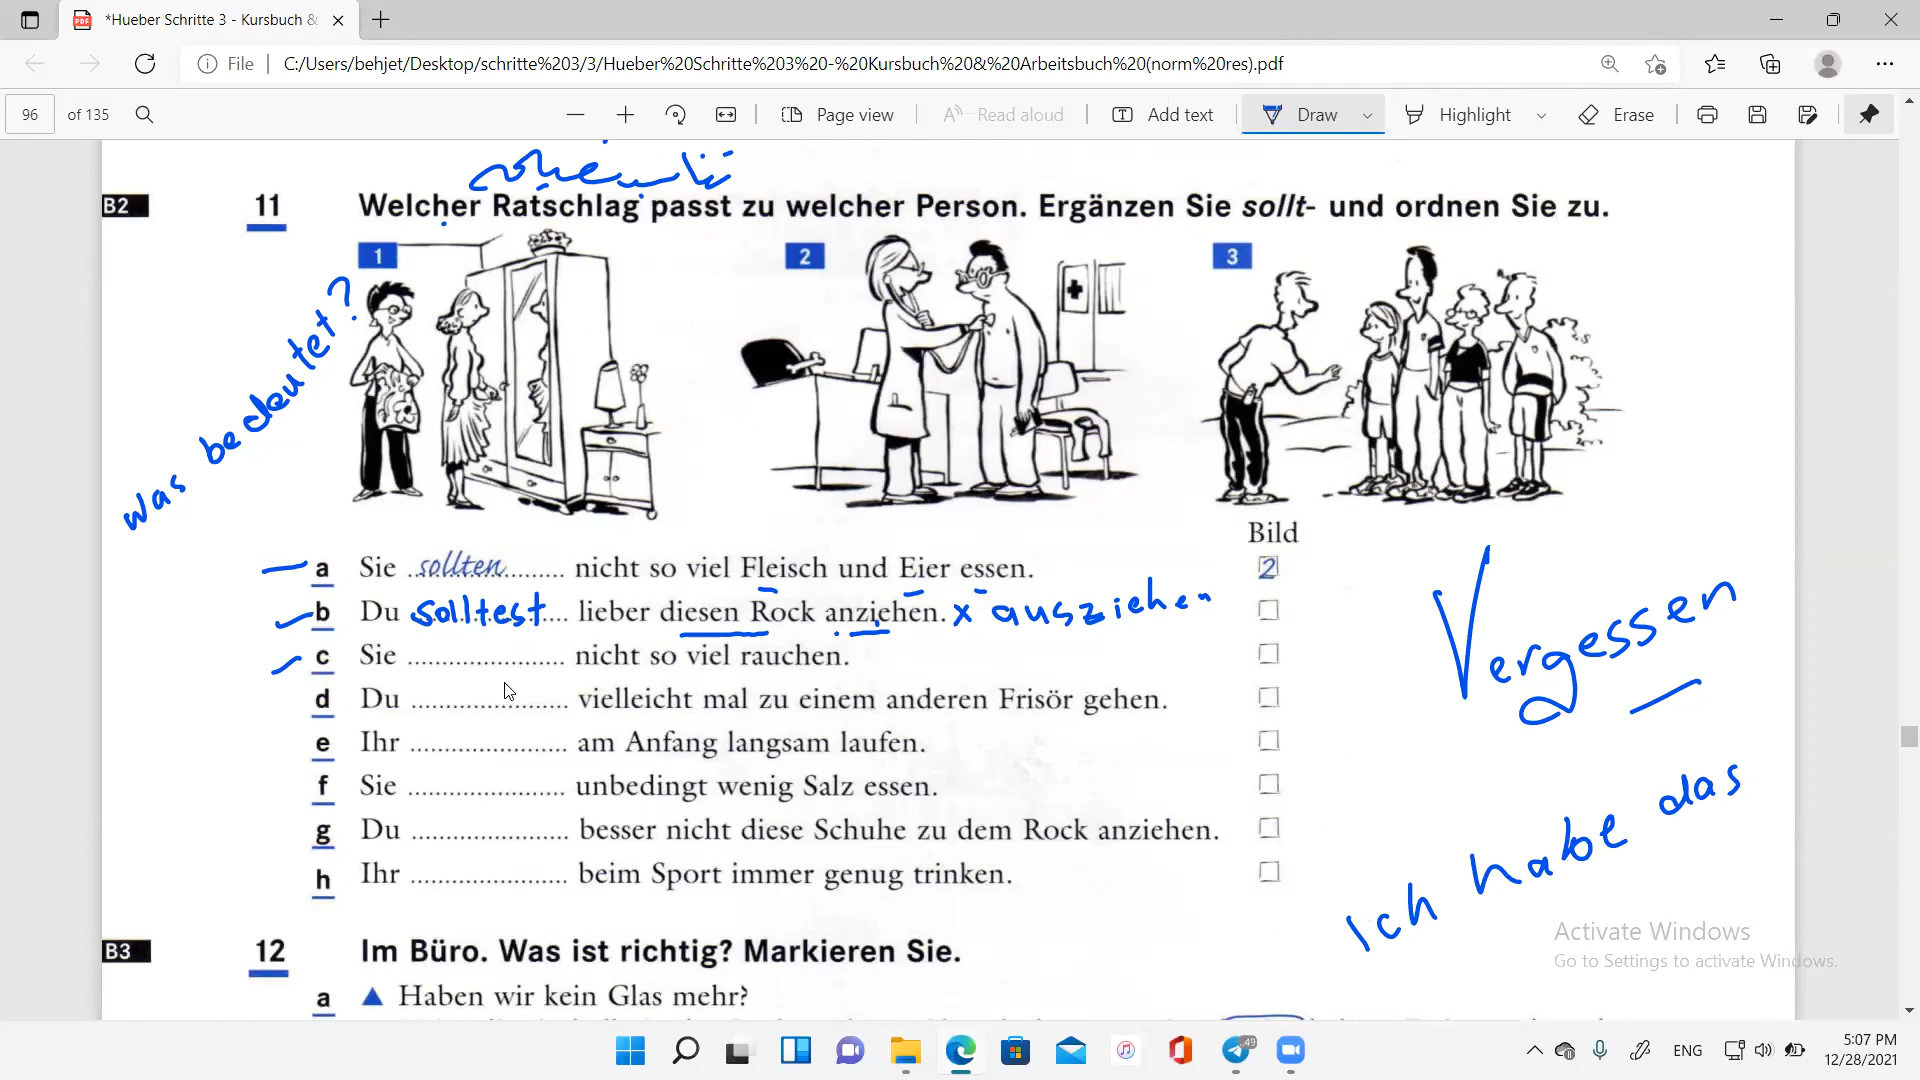 *Hueber Schritte 3 - Kursbuch &
File
C:/Users/behjet/Desktop/schritte%203/3/Hueber%20Schritte%203%20-%20Kursbuch%20&%20Arbeitsbuch%20(norm%20res).pdf
96 of 135
Page view
Read aloud
Add text
Draw
Highlight
Erase
B2 11 Welcher Ratschlag passt zu welcher Person. Ergänzen Sie sollt- und ordnen Sie zu.
1 2 3
was bedeutet?
Bild
a Sie ..sollten.......... nicht so viel Fleisch und Eier essen. 2
b Du solltest.... lieber diesen Rock anziehen. x ausziehen
c Sie ....................... nicht so viel rauchen.
d Du ....................... vielleicht mal zu einem anderen Frisör gehen.
e Ihr ....................... am Anfang langsam laufen.
f Sie ....................... unbedingt wenig Salz essen.
g Du ....................... besser nicht diese Schuhe zu dem Rock anziehen.
h Ihr ....................... beim Sport immer genug trinken.
Vergessen
Ich habe das
B3 12 Im Büro. Was ist richtig? Markieren Sie.
a ▲ Haben wir kein Glas mehr?
Activate Windows
Go to Settings to activate Windows.
49
ENG
5:07 PM
12/28/2021